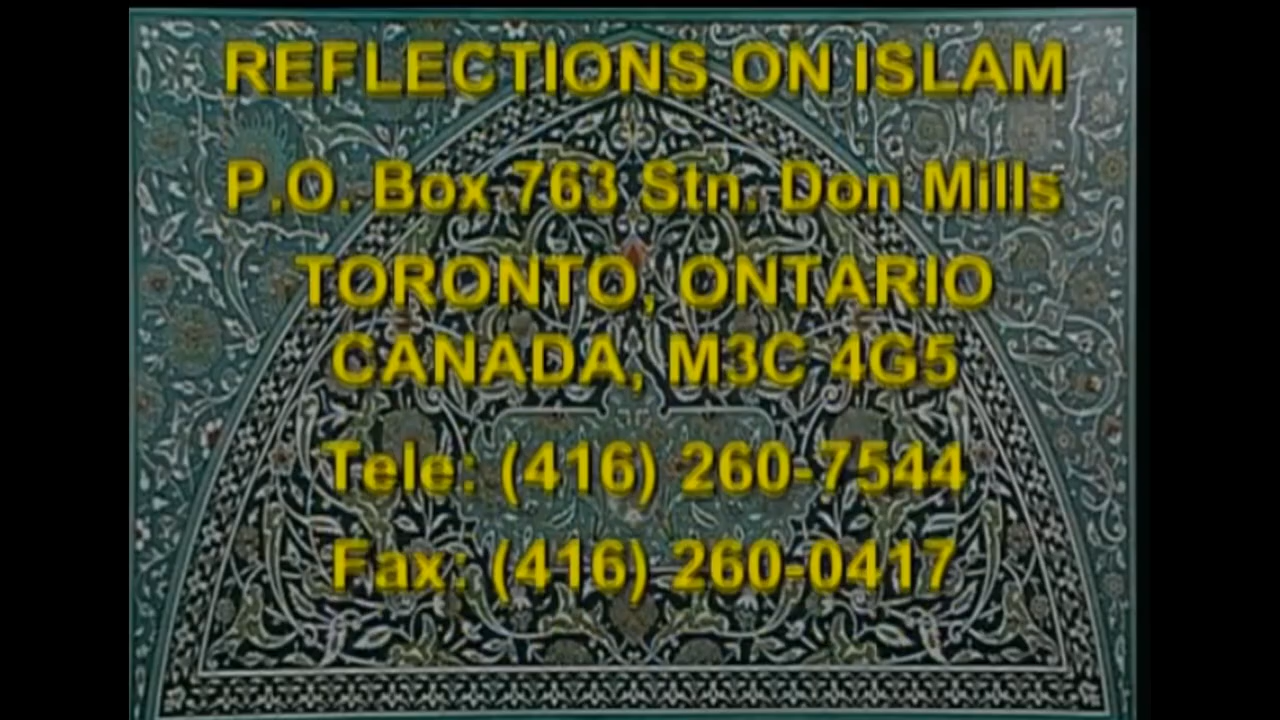 REFLECTIONS ON ISLAM
P.O. Box 763 Stn. Don Mills
TORONTO, ONTARIO
CANADA, M3C 4G5
Tele: (416) 260-7544
Fax: (416) 260-0417